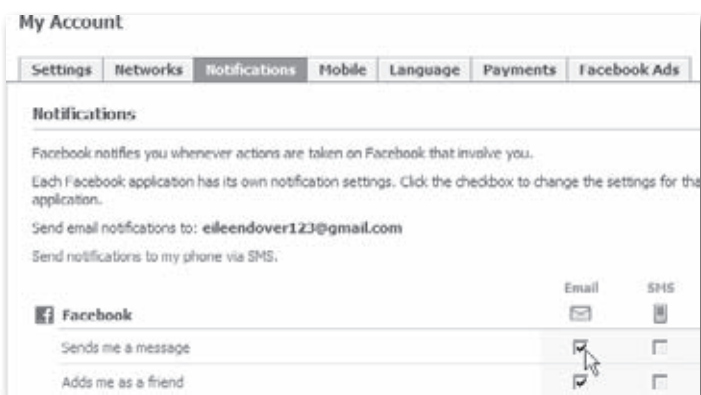 My Account
Settings Networks Notifications Mobile Language Payments Facebook Ads
Notifications
Facebook notifies you whenever actions are taken on Facebook that involve you.
Each Facebook application has its own notification settings. Click the checkbox to change the settings for tha
application.
Send email notifications to: eileendover123@gmail.com
Send notifications to my phone via SMS.
Email SMS
Facebook
Sends me a message
Adds me as a friend